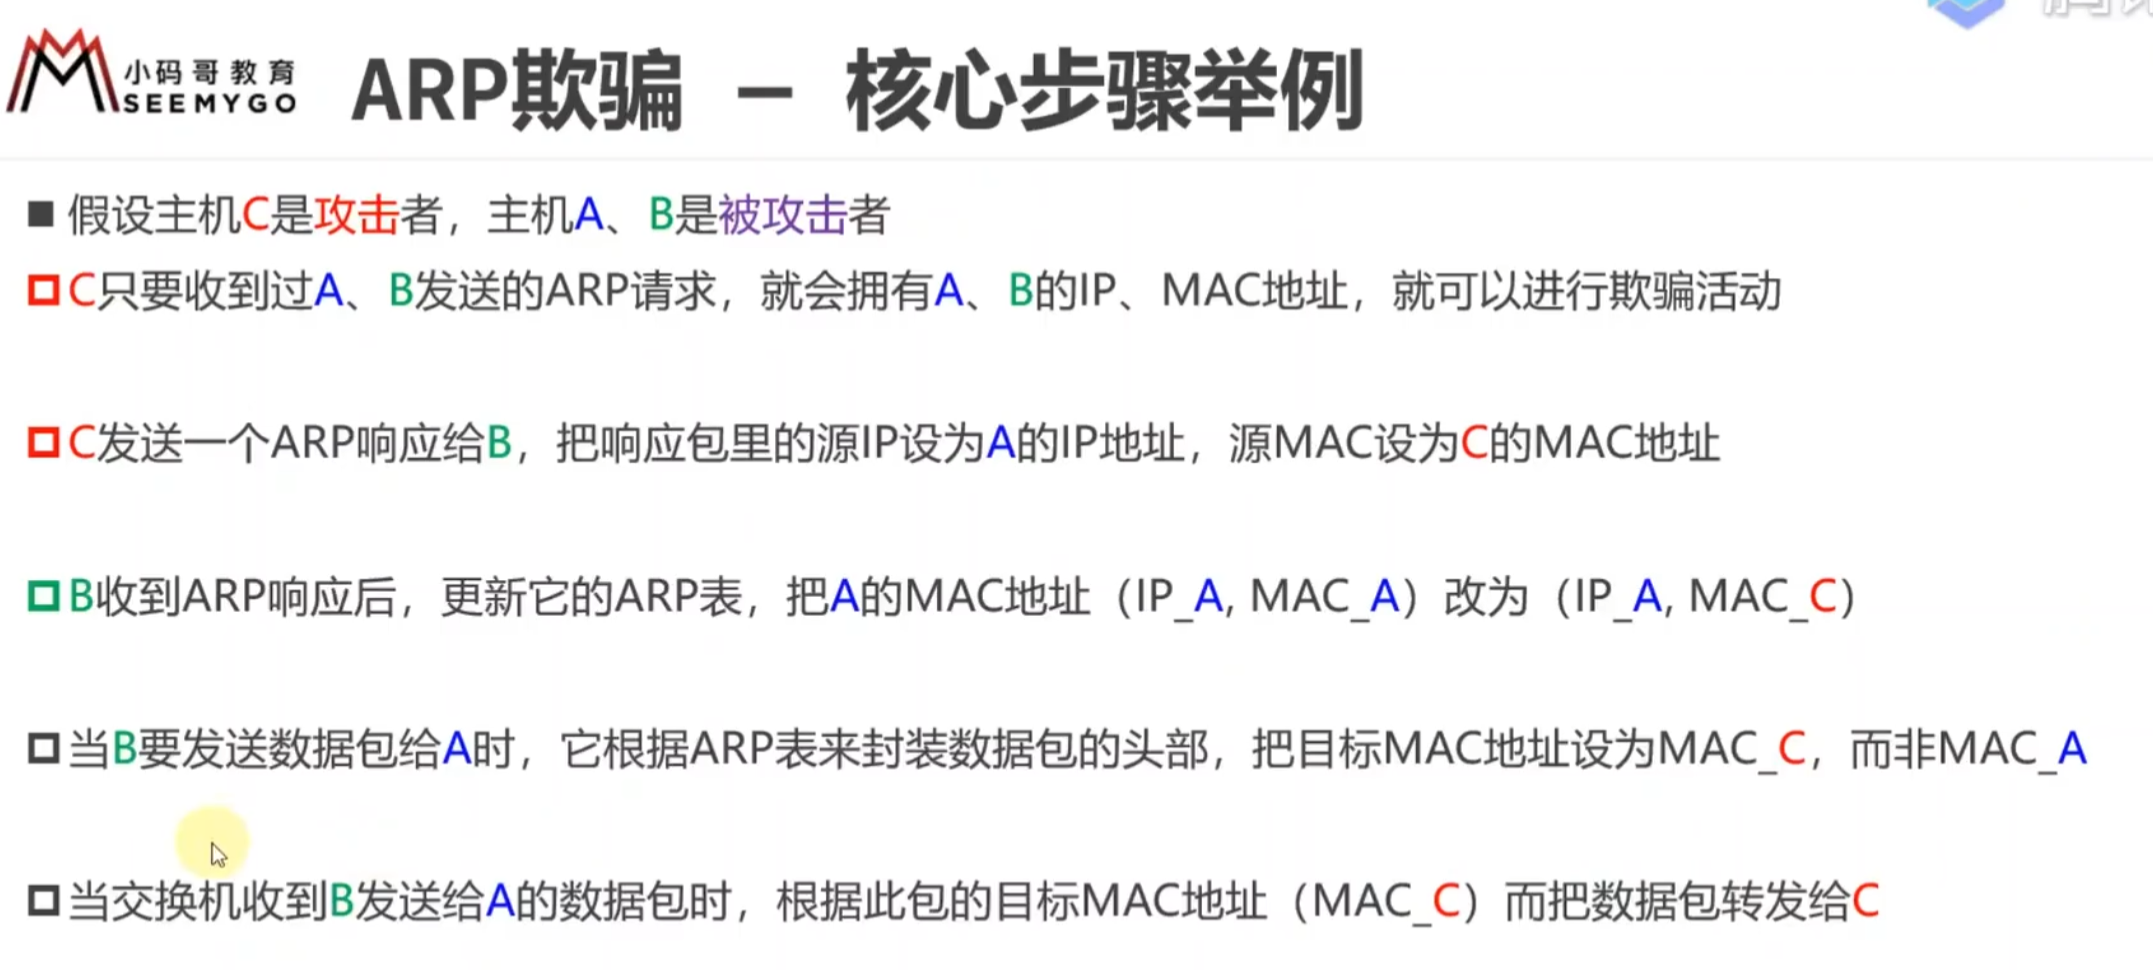 小码哥教育
SEEMYGO
ARP欺骗 – 核心步骤举例
假设主机C是攻击者，主机A、B是被攻击者
C只要收到过A、B发送的ARP请求，就会拥有A、B的IP、MAC地址，就可以进行欺骗活动
C发送一个ARP响应给B，把响应包里的源IP设为A的IP地址，源MAC设为C的MAC地址
B收到ARP响应后，更新它的ARP表，把A的MAC地址（IP_A, MAC_A）改为（IP_A, MAC_C）
当B要发送数据包给A时，它根据ARP表来封装数据包的头部，把目标MAC地址设为MAC_C，而非MAC_A
当交换机收到B发送给A的数据包时，根据此包的目标MAC地址（MAC_C）而把数据包转发给C